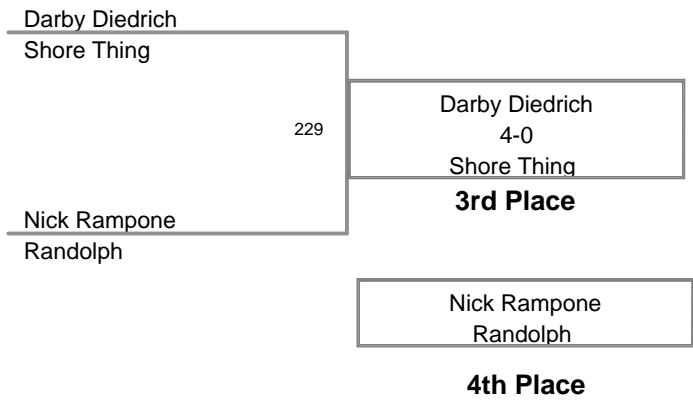 Darby Diedrich
Shore Thing
229
Darby Diedrich
4-0
Shore Thing
3rd Place
Nick Rampone
Randolph
Nick Rampone
Randolph
4th Place